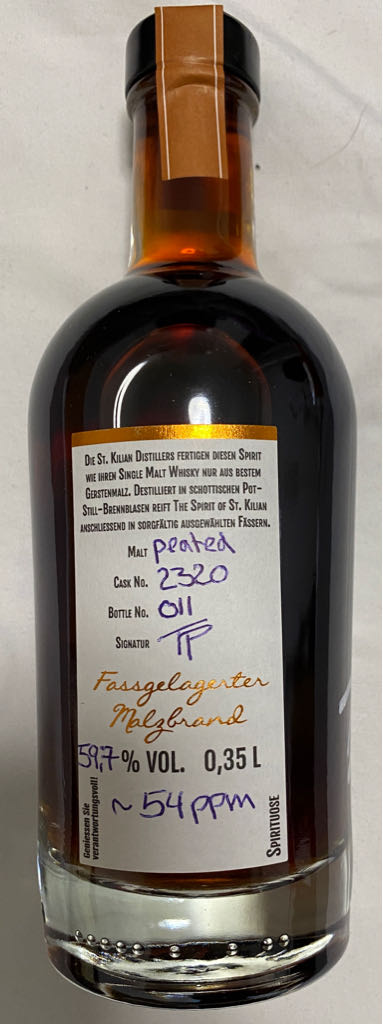 Die St. Kilian Distillers fertigen diesen Spirit
wie ihren Single Malt Whisky nur aus bestem
Gerstenmalz. Destilliert in schottischen Pot-
Still-Brennblasen reift The Spirit of St. Kilian
anschliessend in sorgfältig ausgewählten Fässern.
Malt peated
Cask No. 2320
Bottle No. 011
Signatur TP
Fassgelagerter
Malzbrand
59,7 % VOL. 0,35 L
~ 54 ppm
Geniessen Sie
verantwortungsvoll!
Spirituose